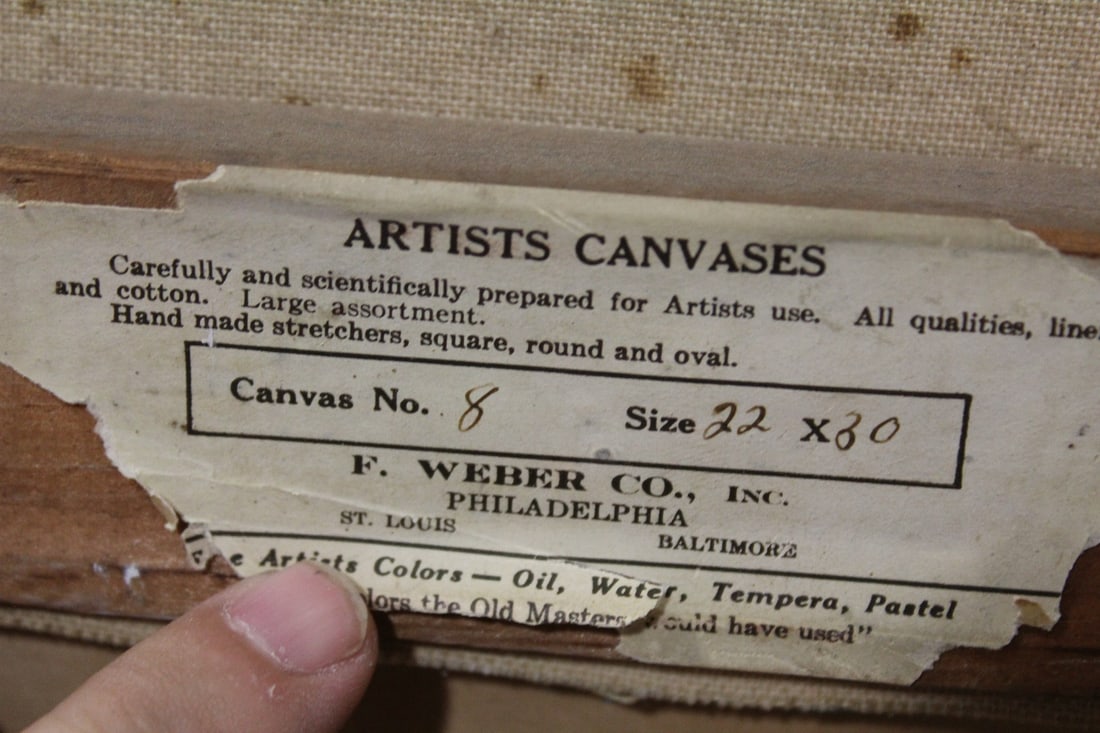 ARTISTS CANVASES
Carefully and scientifically prepared for Artists use. All qualities, line
and cotton. Large assortment.
Hand made stretchers, square, round and oval.
Canvas No. 8 Size 22 X 30
F. WEBER CO., INC.
PHILADELPHIA
ST. LOUIS BALTIMORE
e Artists Colors — Oil, Water, Tempera, Pastel
lors the Old Masters would have used"